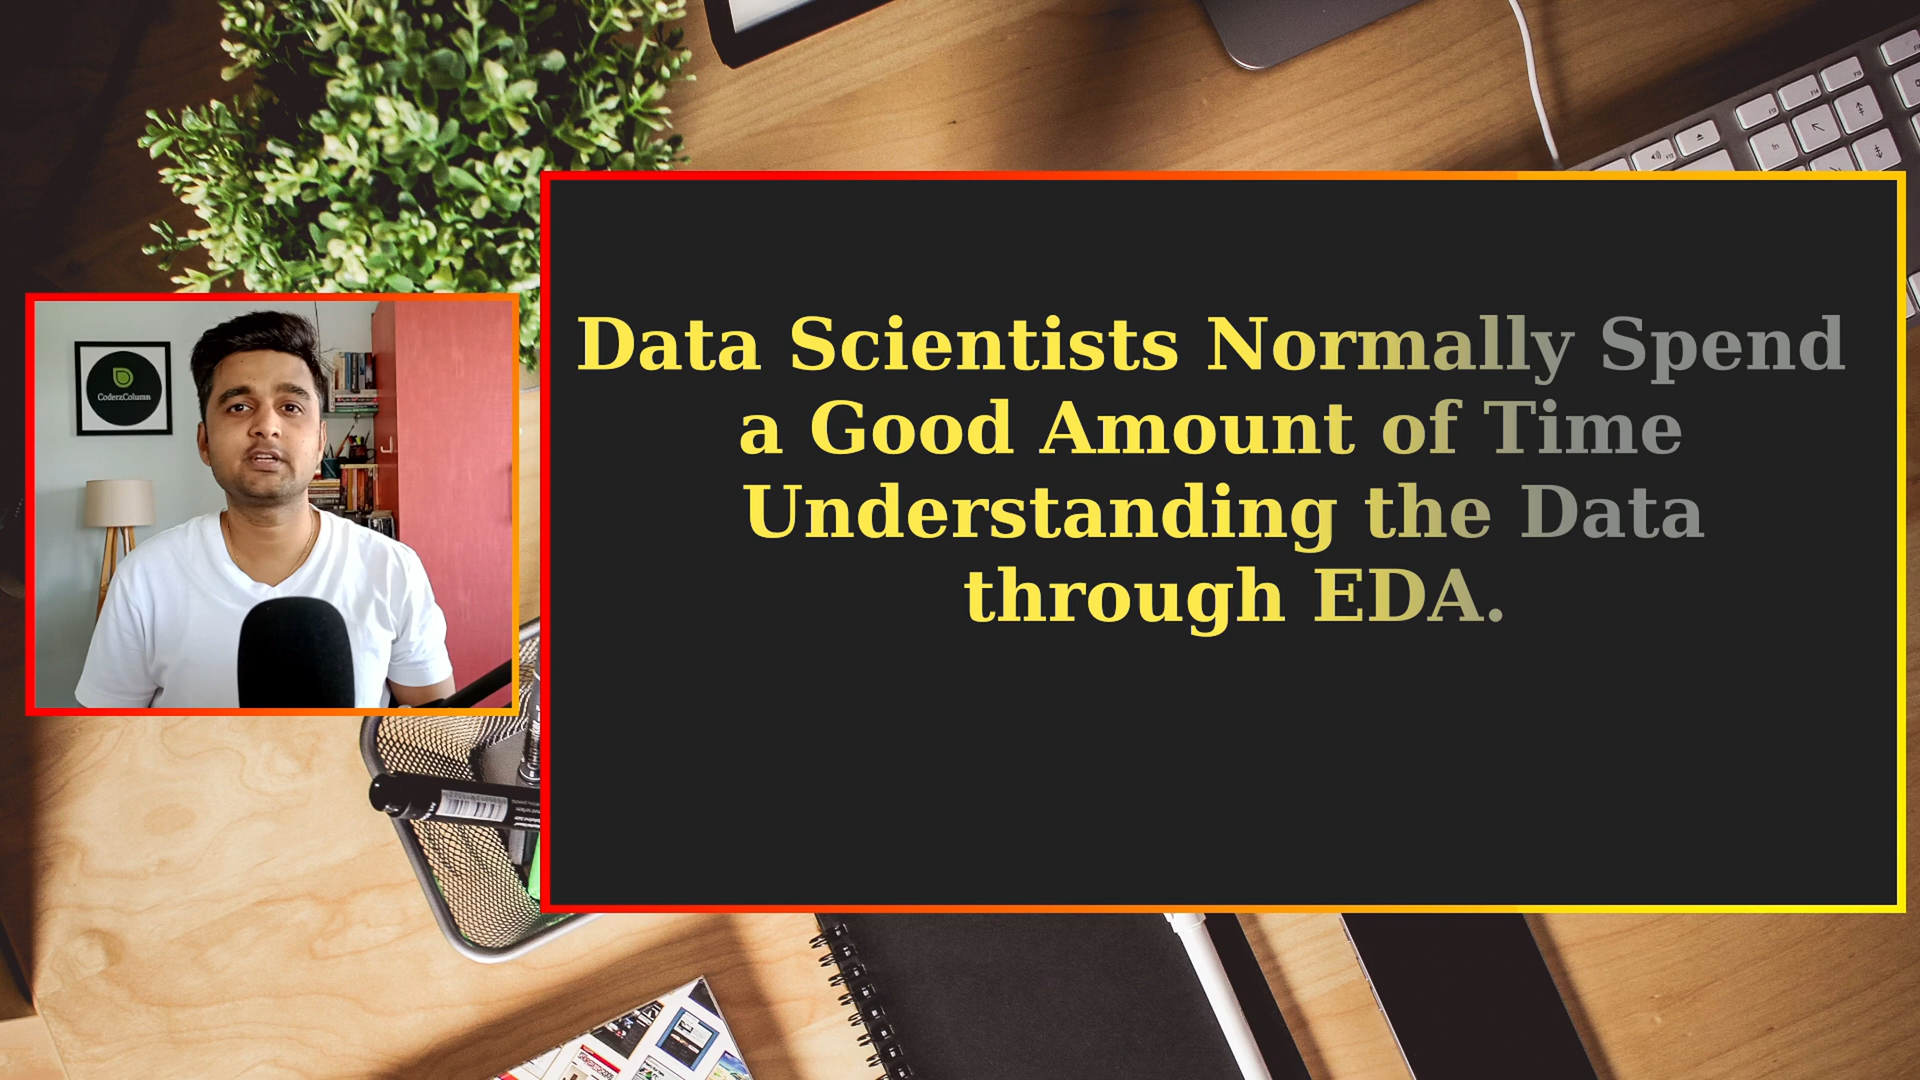 CoderzColumn
Data Scientists Normally Spend
a Good Amount of Time
Understanding the Data
through EDA.